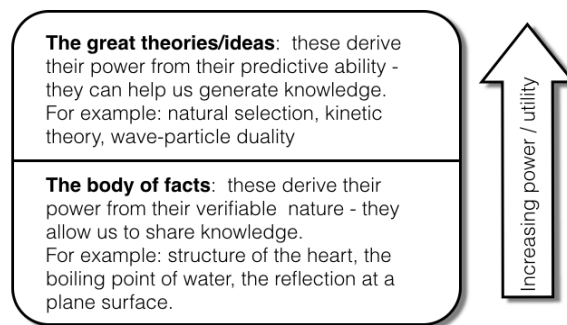 The great theories/ideas:  these derive
their power from their predictive ability -
they can help us generate knowledge.
For example: natural selection, kinetic
theory, wave-particle duality
The body of facts:  these derive their
power from their verifiable  nature - they
allow us to share knowledge.
For example: structure of the heart, the
boiling point of water, the reflection at a
plane surface.
Increasing power / utility